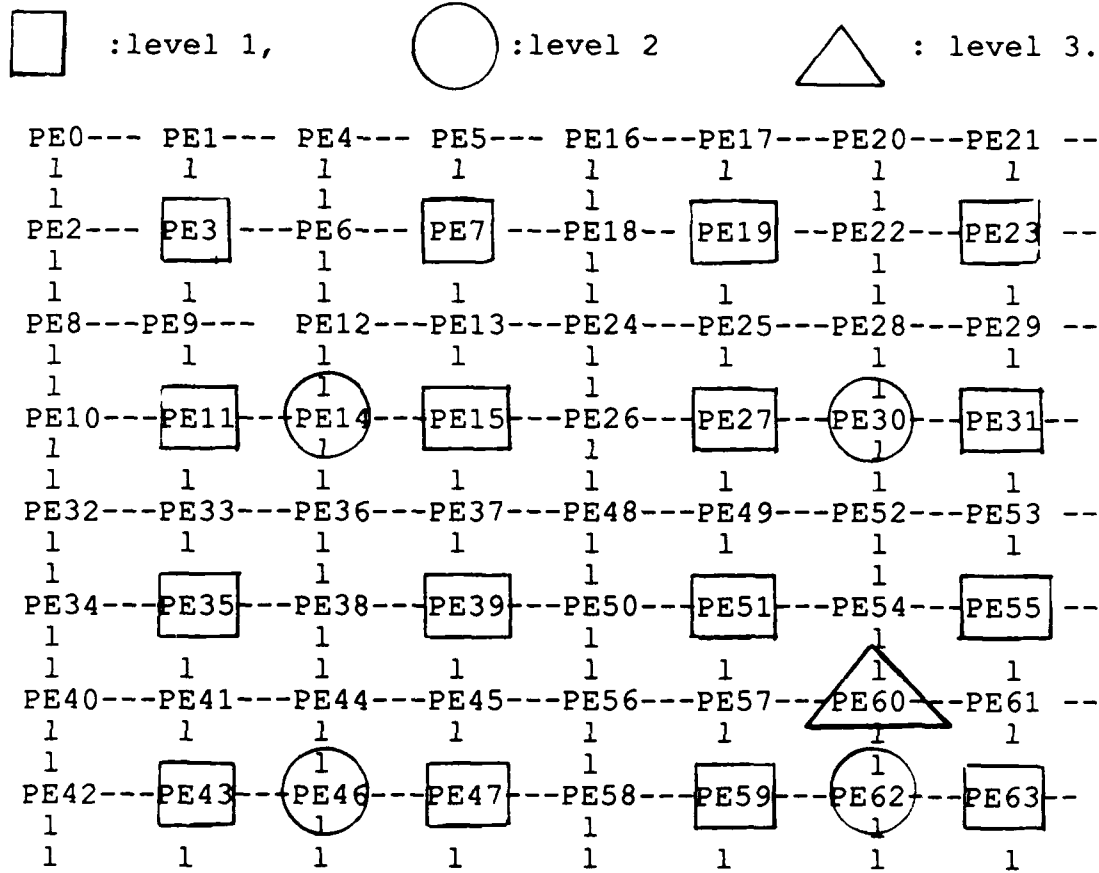 :level 1, :level 2 : level 3.
PE0--- PE1--- PE4--- PE5--- PE16---PE17---PE20---PE21 --
l l l l l l l l
l l l l
PE2--- PE3 ---PE6--- PE7 ---PE18-- PE19 --PE22---PE23 --
l l l l
l l l l l l l l
PE8---PE9--- PE12---PE13---PE24---PE25---PE28---PE29 --
l l l l l l l l
l l l l
PE10---PE11---PE14---PE15---PE26---PE27---PE30---PE31--
l l l l
l l l l l l l l
PE32---PE33---PE36---PE37---PE48---PE49---PE52---PE53 --
l l l l l l l l
l l l l
PE34---PE35---PE38---PE39---PE50---PE51---PE54---PE55 --
l l l l
l l l l l l l l
PE40---PE41---PE44---PE45---PE56---PE57---PE60---PE61 --
l l l l l l l l
l l l l
PE42---PE43---PE46---PE47---PE58---PE59---PE62---PE63--
l l l l
l l l l l l l l